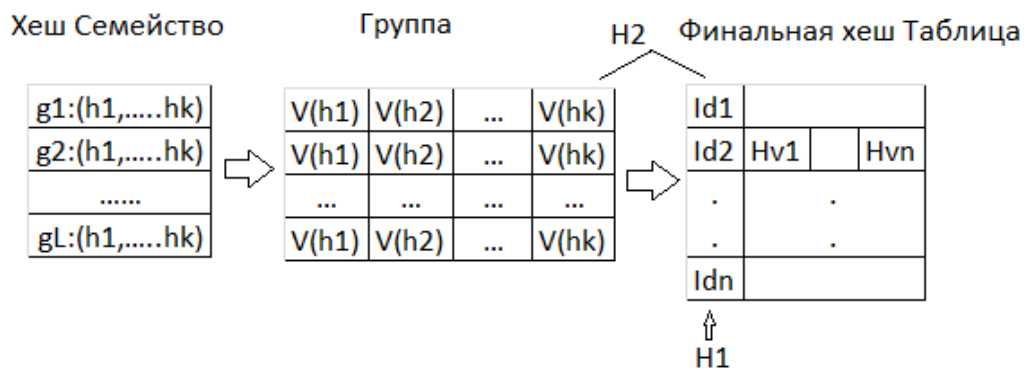 Хеш Семейство
Группа
H2
Финальная хеш Таблица
g1:(h1,.....hk)
g2:(h1,.....hk)
......
gL:(h1,.....hk)
V(h1) V(h2) ... V(hk)
V(h1) V(h2) ... V(hk)
... ... ... ...
V(h1) V(h2) ... V(hk)
Id1
Id2 Hv1 Hvn
. .
. .
Idn
H1